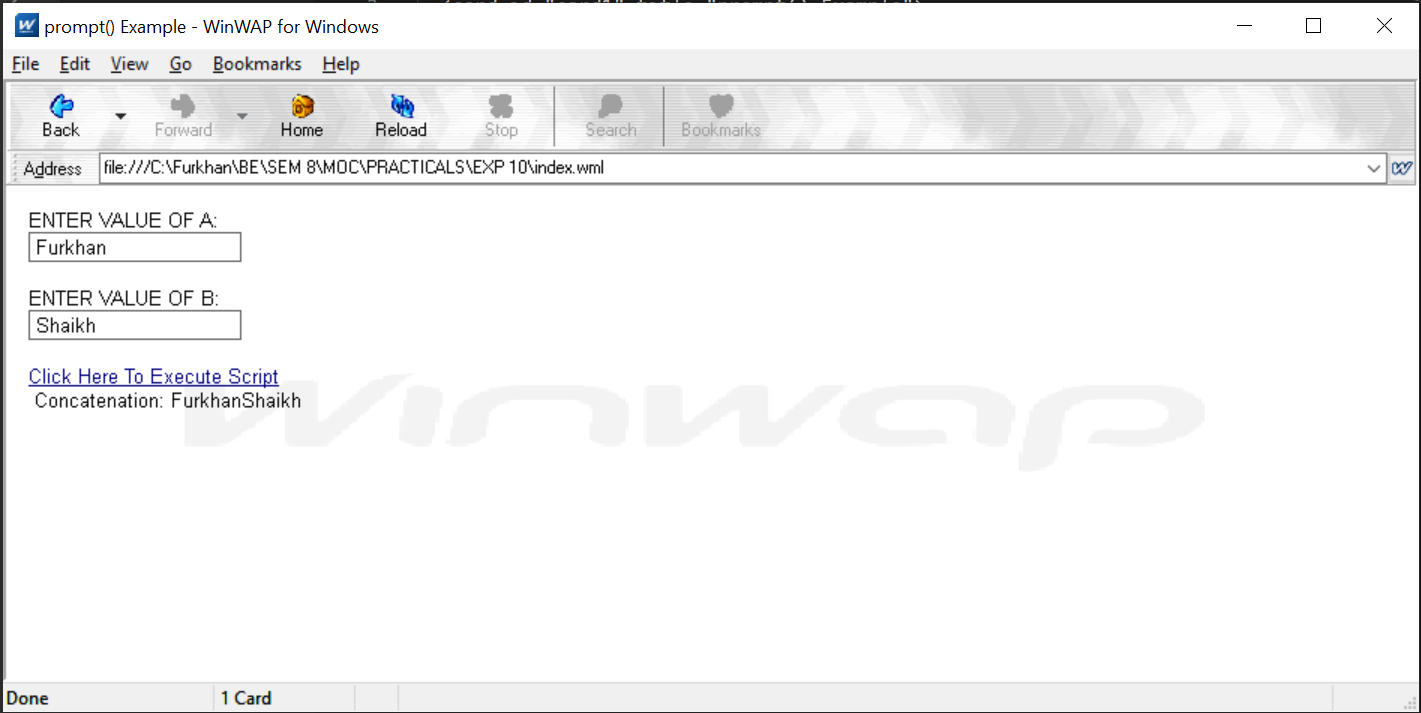 prompt() Example - WinWAP for Windows
File Edit View Go Bookmarks Help
Back Forward Home Reload Stop Search Bookmarks
Address file:///C:\Furkhan\BE\SEM 8\MOC\PRACTICALS\EXP 10\index.wml
ENTER VALUE OF A:
Furkhan
ENTER VALUE OF B:
Shaikh
Click Here To Execute Script
Concatenation: FurkhanShaikh
winwap
Done 1 Card